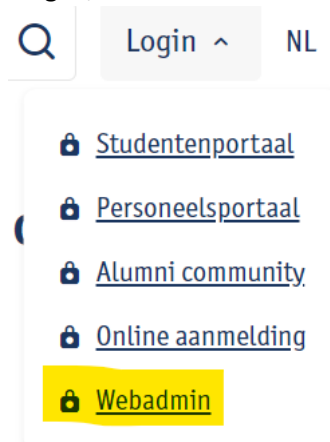 Login NL
Studentenportaal
Personeelsportaal
Alumni community
Online aanmelding
Webadmin